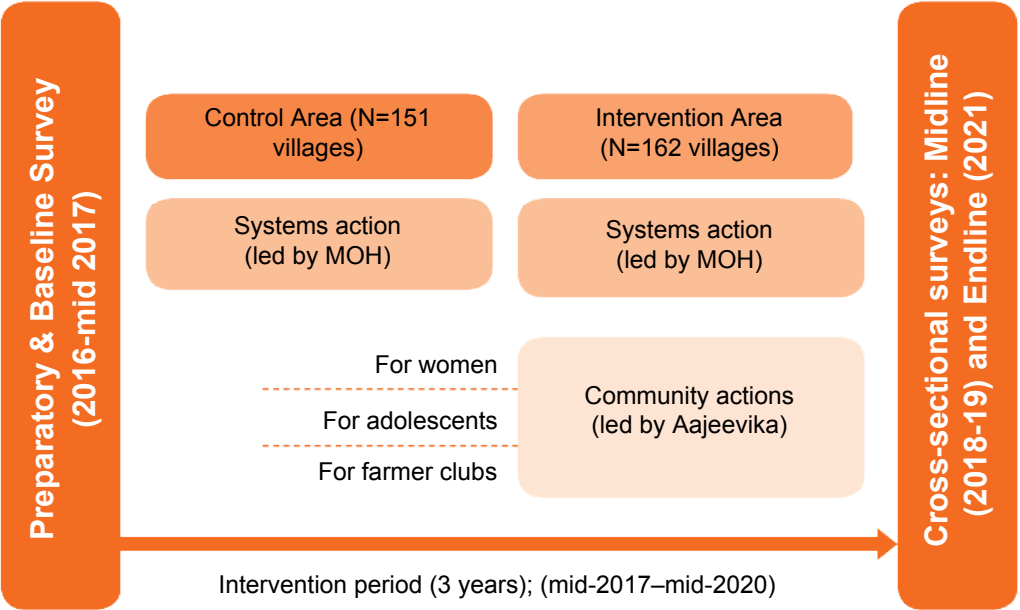 Preparatory & Baseline Survey
(2016-mid 2017)
Control Area (N=151
villages)
Intervention Area
(N=162 villages)
Systems action
(led by MOH)
Systems action
(led by MOH)
For women
For adolescents
For farmer clubs
Community actions
(led by Aajeevika)
Intervention period (3 years); (mid-2017–mid-2020)
Cross-sectional surveys: Midline
(2018-19) and Endline (2021)